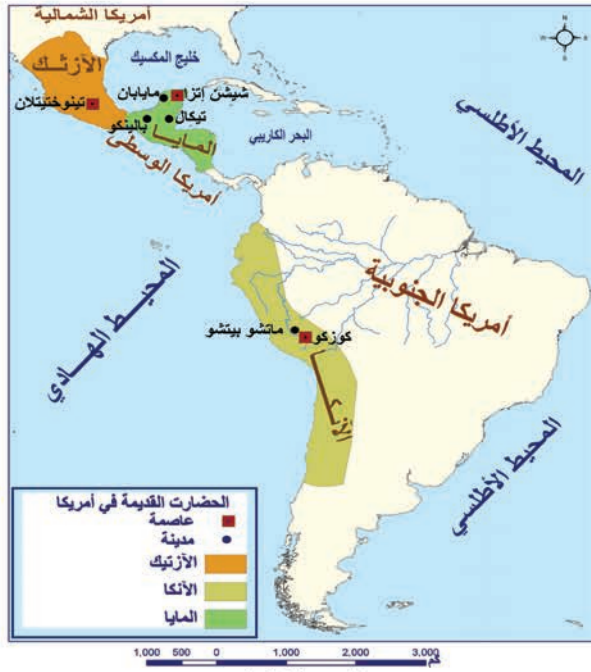 أمريكا الشمالية
الآزتك
خليج المكسيك
تينوختيتلان
مايابان
شيشن إتزا
بالينكو
تيكال
المايا
أمريكا الوسطى
البحر الكاريبي
المحيط الأطلسي
المحيط الهادي
أمريكا الجنوبية
ماتشو بيتشو
كوزكو
الإنكا
المحيط الأطلسي
الحضارت القديمة في أمريكا
عاصمة
مدينة
الآزتيك
الآنكا
المايا
1,000 500 0 1,000 2,000 3,000
كم
N
E
S
W